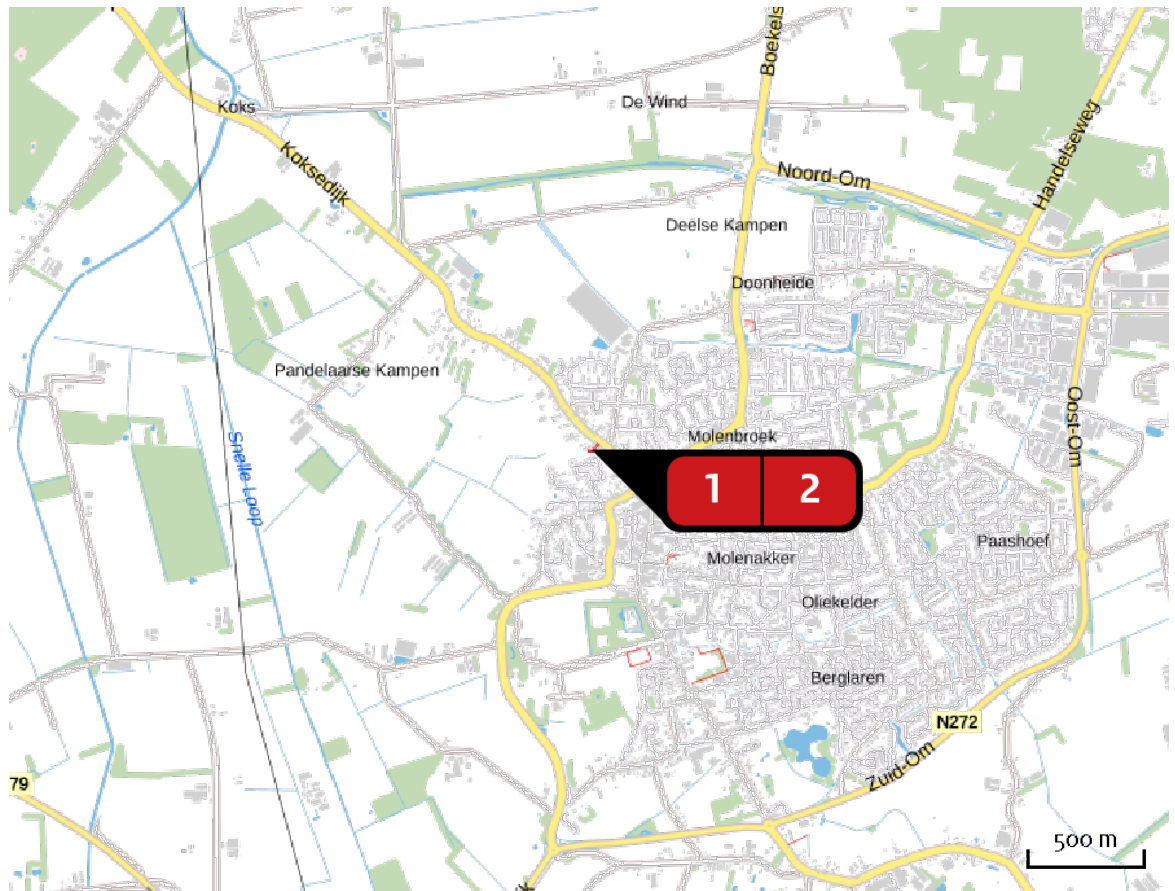 Boekels
De Wind
Koks
Handelseweg
Koksedijk
Noord-Om
Deelse Kampen
Doonheide
Pandelaarse Kampen
Oost-Om
Molenbroek
Snelle Loop
1 2
Paashoef
Molenakker
Oliekelder
Berglaren
N272
Zuid-Om
79
500 m